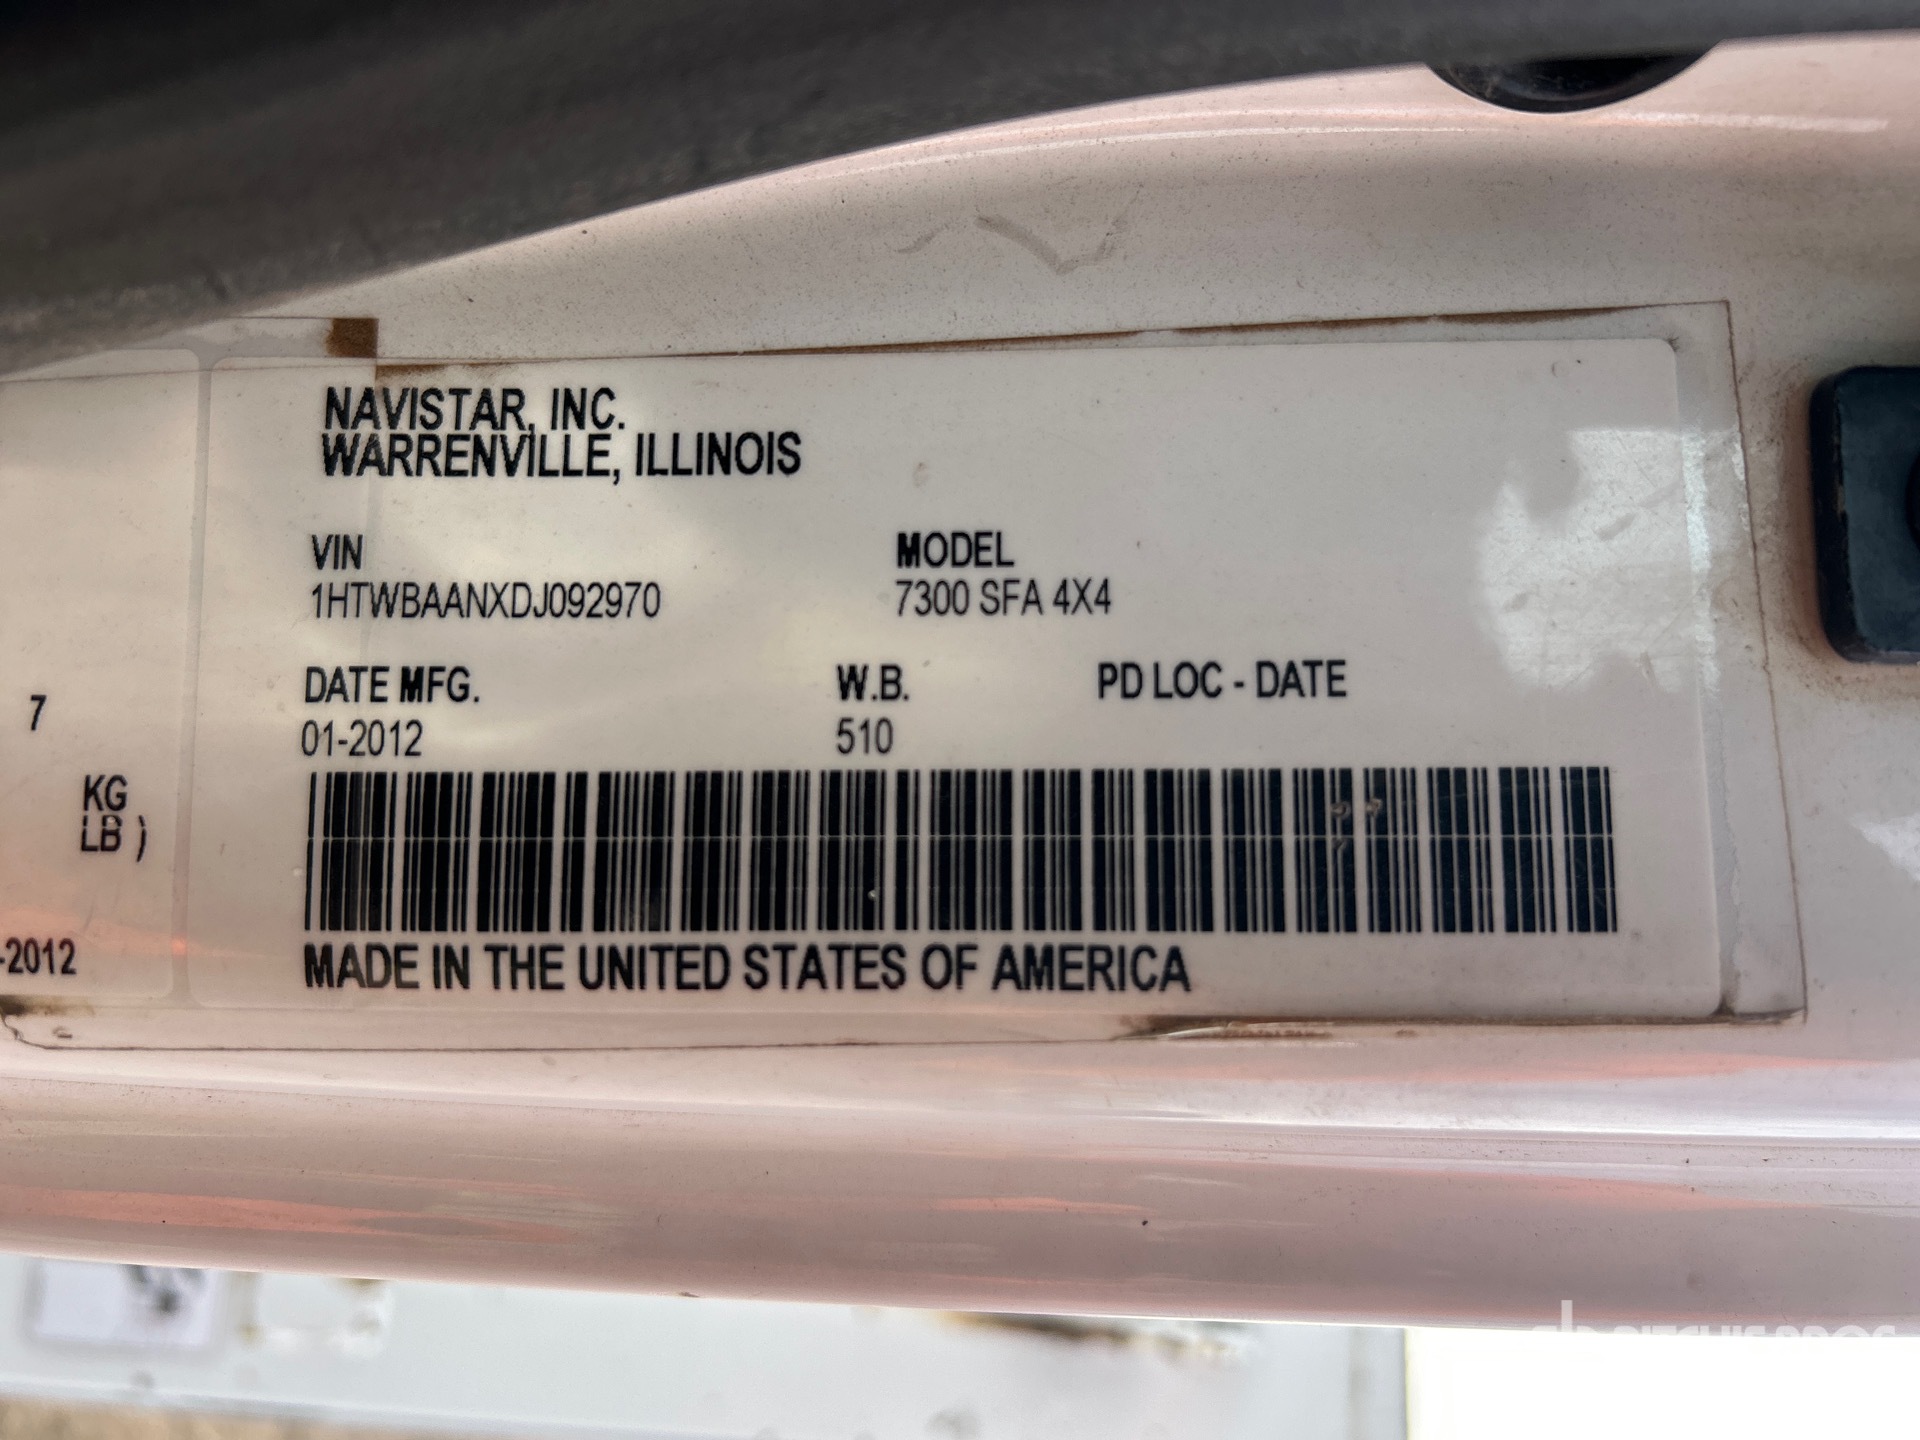 NAVISTAR, INC.
WARRENVILLE, ILLINOIS
VIN MODEL
1HTWBAANXDJ092970 7300 SFA 4X4
DATE MFG. W.B. PD LOC - DATE
01-2012 510
7
KG
LB )
-2012
MADE IN THE UNITED STATES OF AMERICA